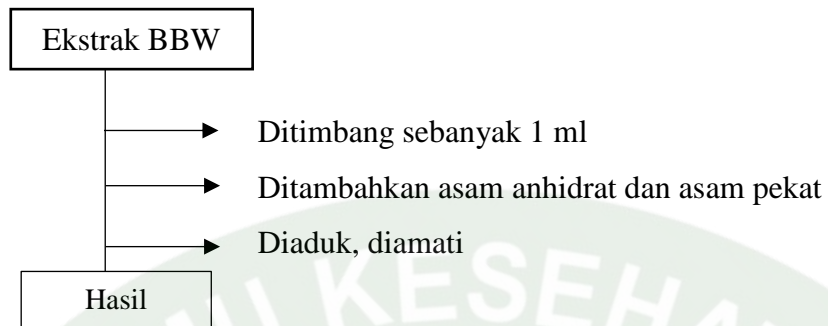 Ekstrak BBW
Ditimbang sebanyak 1 ml
Ditambahkan asam anhidrat dan asam pekat
Diaduk, diamati
Hasil